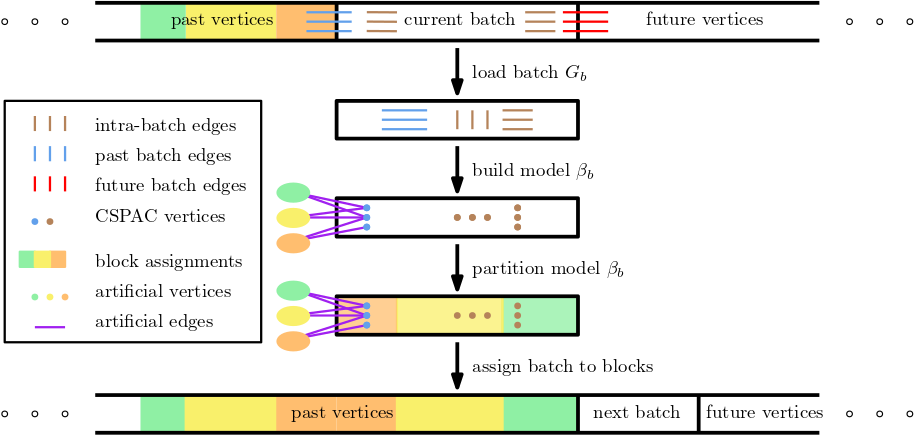 past vertices
current batch
future vertices
load batch G_b
intra-batch edges
past batch edges
future batch edges
CSPAC vertices
block assignments
artificial vertices
artificial edges
build model β_b
partition model β_b
assign batch to blocks
past vertices
next batch
future vertices